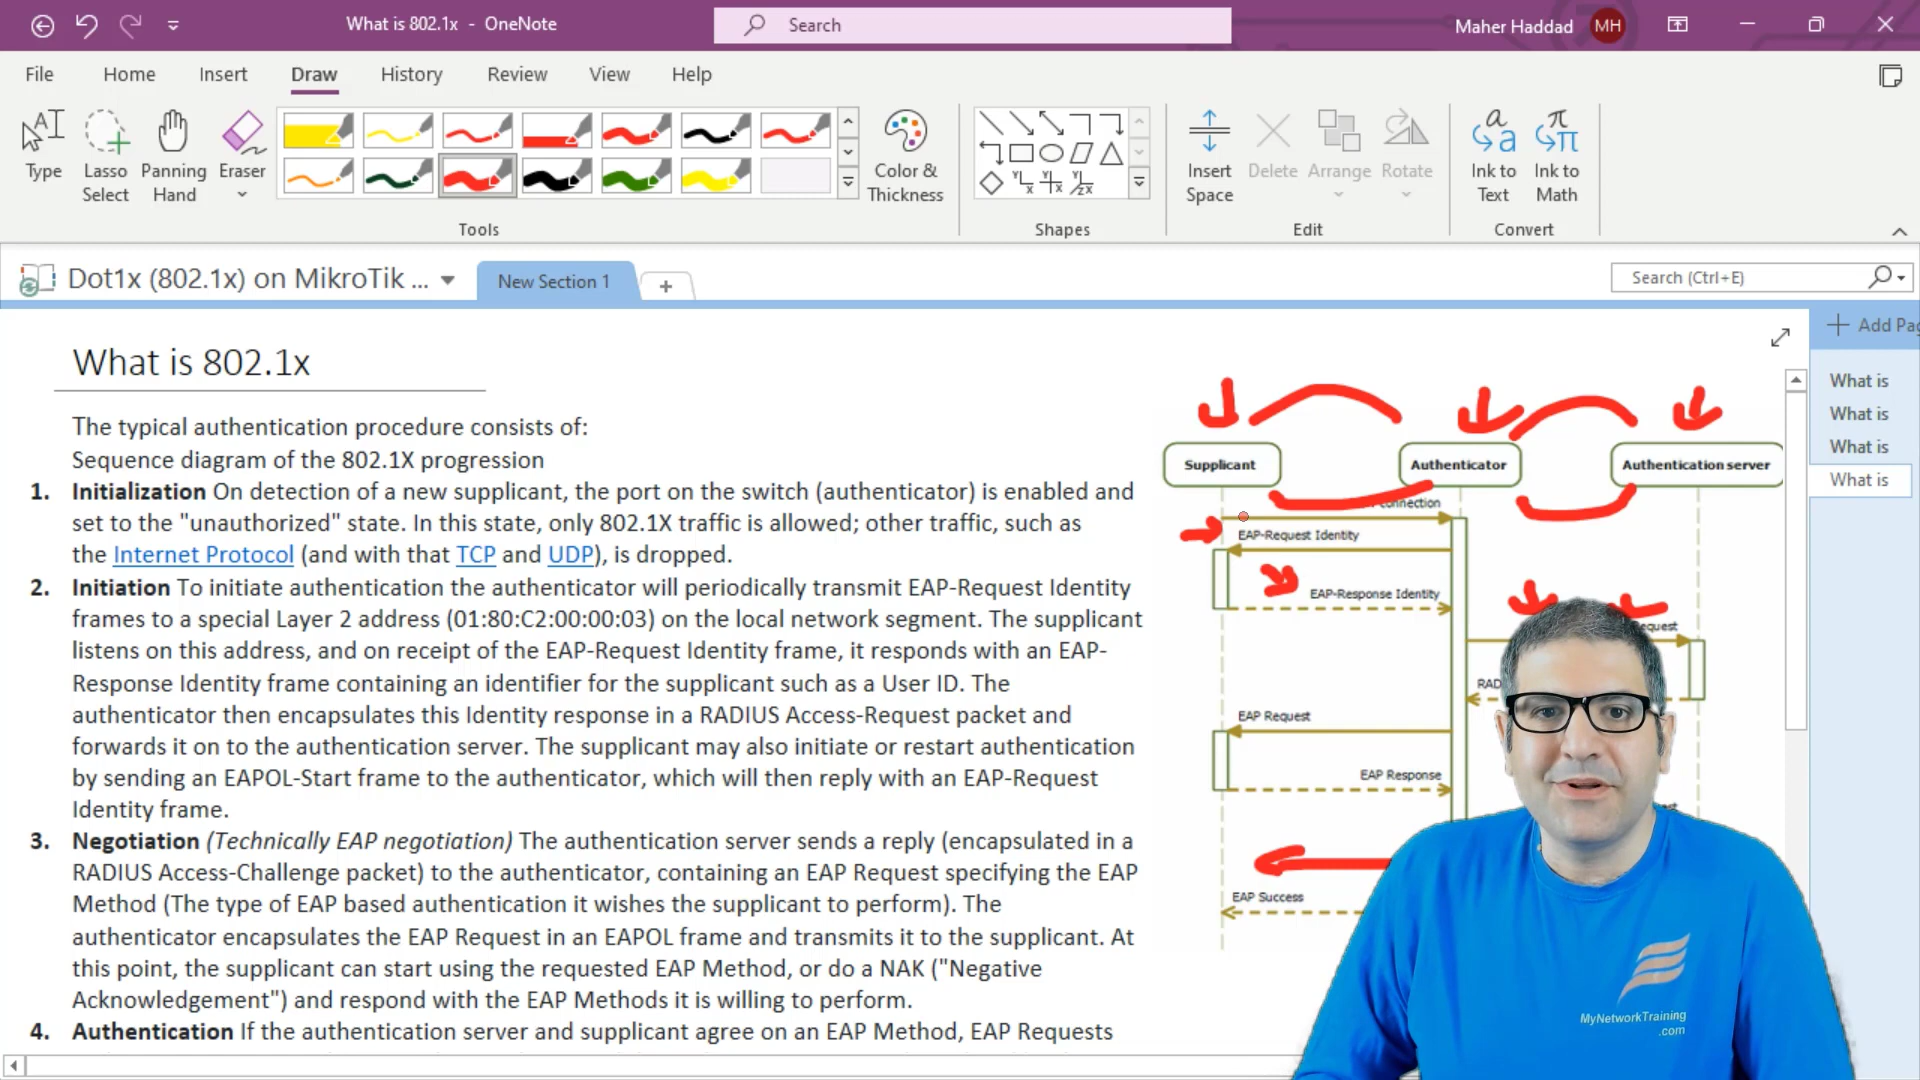 What is 802.1x - OneNote
Search
Maher Haddad
MH
File
Home
Insert
Draw
History
Review
View
Help
Type
Lasso Select
Panning Hand
Eraser
Color & Thickness
Insert Space
Delete
Arrange
Rotate
Ink to Text
Ink to Math
Tools
Shapes
Edit
Convert
Dot1x (802.1x) on MikroTik ...
New Section 1
Search (Ctrl+E)
Add Pag
What is
What is
What is
What is
What is 802.1x
The typical authentication procedure consists of:
Sequence diagram of the 802.1X progression
1. Initialization On detection of a new supplicant, the port on the switch (authenticator) is enabled and
set to the "unauthorized" state. In this state, only 802.1X traffic is allowed; other traffic, such as
the Internet Protocol (and with that TCP and UDP), is dropped.
2. Initiation To initiate authentication the authenticator will periodically transmit EAP-Request Identity
frames to a special Layer 2 address (01:80:C2:00:00:03) on the local network segment. The supplicant
listens on this address, and on receipt of the EAP-Request Identity frame, it responds with an EAP-
Response Identity frame containing an identifier for the supplicant such as a User ID. The
authenticator then encapsulates this Identity response in a RADIUS Access-Request packet and
forwards it on to the authentication server. The supplicant may also initiate or restart authentication
by sending an EAPOL-Start frame to the authenticator, which will then reply with an EAP-Request
Identity frame.
3. Negotiation (Technically EAP negotiation) The authentication server sends a reply (encapsulated in a
RADIUS Access-Challenge packet) to the authenticator, containing an EAP Request specifying the EAP
Method (The type of EAP based authentication it wishes the supplicant to perform). The
authenticator encapsulates the EAP Request in an EAPOL frame and transmits it to the supplicant. At
this point, the supplicant can start using the requested EAP Method, or do a NAK ("Negative
Acknowledgement") and respond with the EAP Methods it is willing to perform.
4. Authentication If the authentication server and supplicant agree on an EAP Method, EAP Requests
Supplicant
Authenticator
Authentication server
connection
EAP-Request Identity
EAP-Response Identity
EAP Request
EAP Response
EAP Success
MyNetworkTraining
.com